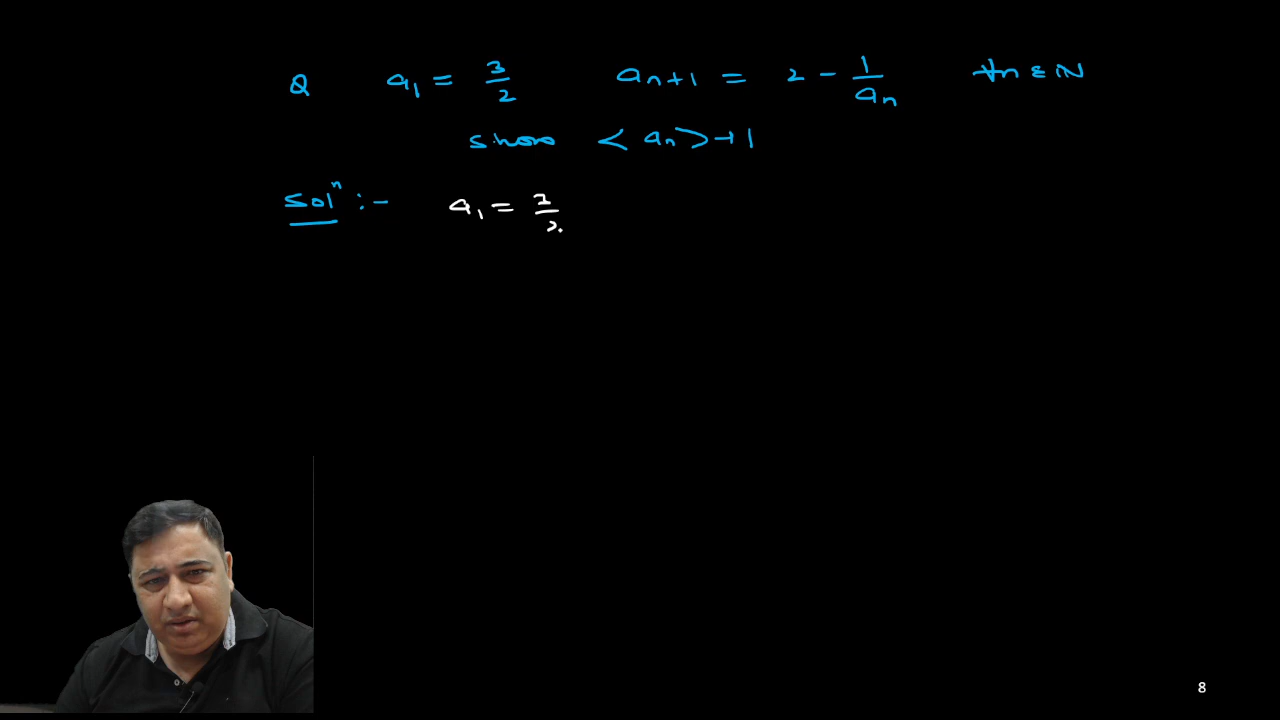 Q a₁ = 3/2 aₙ₊₁ = 2 - 1/aₙ ∀n ∈ ℕ
show <aₙ> → 1
Solⁿ :- a₁ = 3/2
8